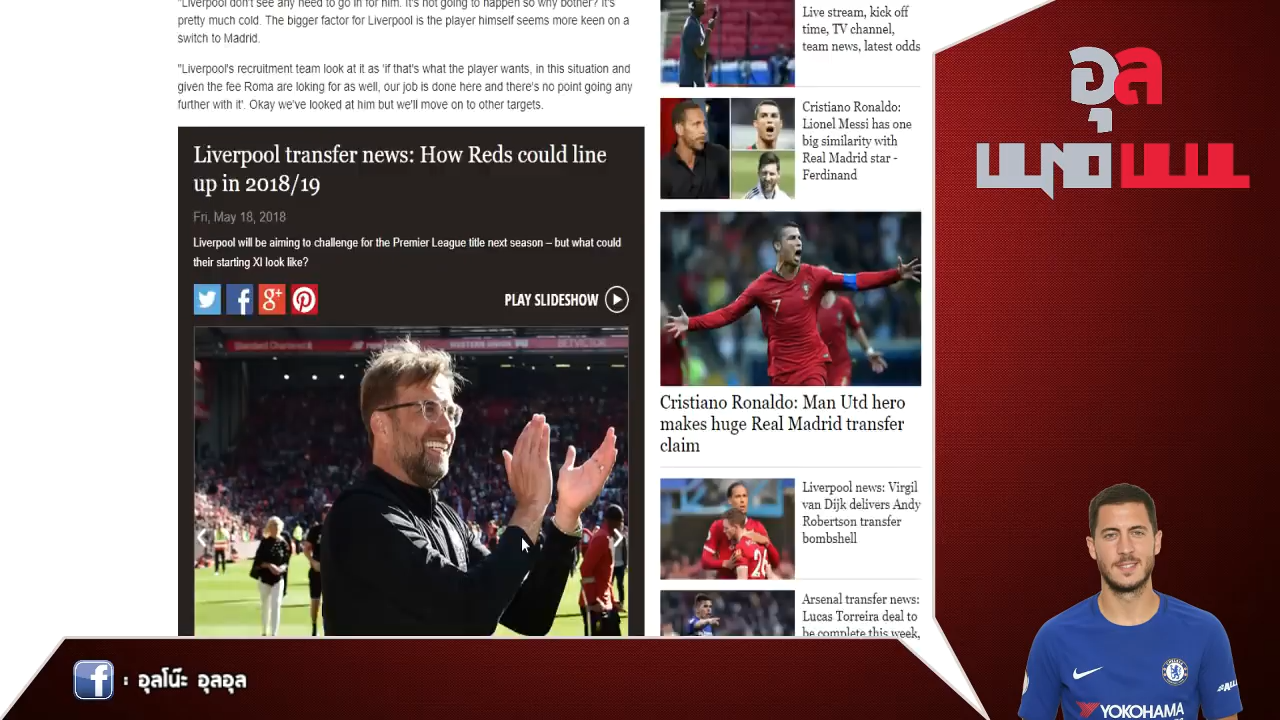 "Liverpool don't see any need to go in for him. It's not going to happen so why bother? It's
pretty much cold. The bigger factor for Liverpool is the player himself seems more keen on a
switch to Madrid.
"Liverpool's recruitment team look at it as 'if that's what the player wants, in this situation and
given the fee Roma are loking for as well, our job is done here and there's no point going any
further with it'. Okay we've looked at him but we'll move on to other targets.
Liverpool transfer news: How Reds could line
up in 2018/19
Fri, May 18, 2018
Liverpool will be aiming to challenge for the Premier League title next season – but what could
their starting XI look like?
PLAY SLIDESHOW
Live stream, kick off
time, TV channel,
team news, latest odds
Cristiano Ronaldo:
Lionel Messi has one
big similarity with
Real Madrid star -
Ferdinand
7
Cristiano Ronaldo: Man Utd hero
makes huge Real Madrid transfer
claim
26
Liverpool news: Virgil
van Dijk delivers Andy
Robertson transfer
bombshell
Arsenal transfer news:
Lucas Torreira deal to
be complete this week,
อุล
YOKOHAMA
: อุลโน๊ะ อุลอุล